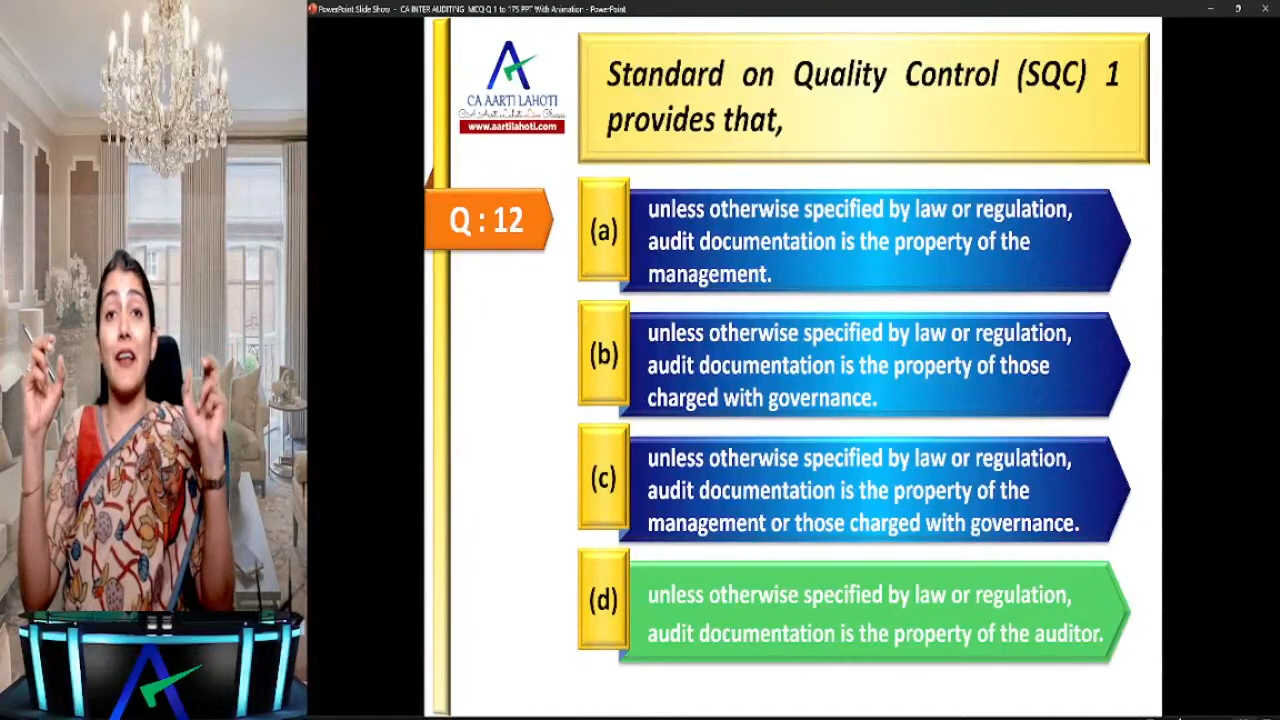 PowerPoint Slide Show - CA INTER AUDITING MCQ-Q 1 to 175 PPT With Animation - PowerPoint
CA AARTI LAHOTI
CA Aarti Lahoti Live Classes
www.aartilahoti.com
Standard on Quality Control (SQC) 1
provides that,
Q : 12
(a)
unless otherwise specified by law or regulation,
audit documentation is the property of the
management.
(b)
unless otherwise specified by law or regulation,
audit documentation is the property of those
charged with governance.
(c)
unless otherwise specified by law or regulation,
audit documentation is the property of the
management or those charged with governance.
(d)
unless otherwise specified by law or regulation,
audit documentation is the property of the auditor.